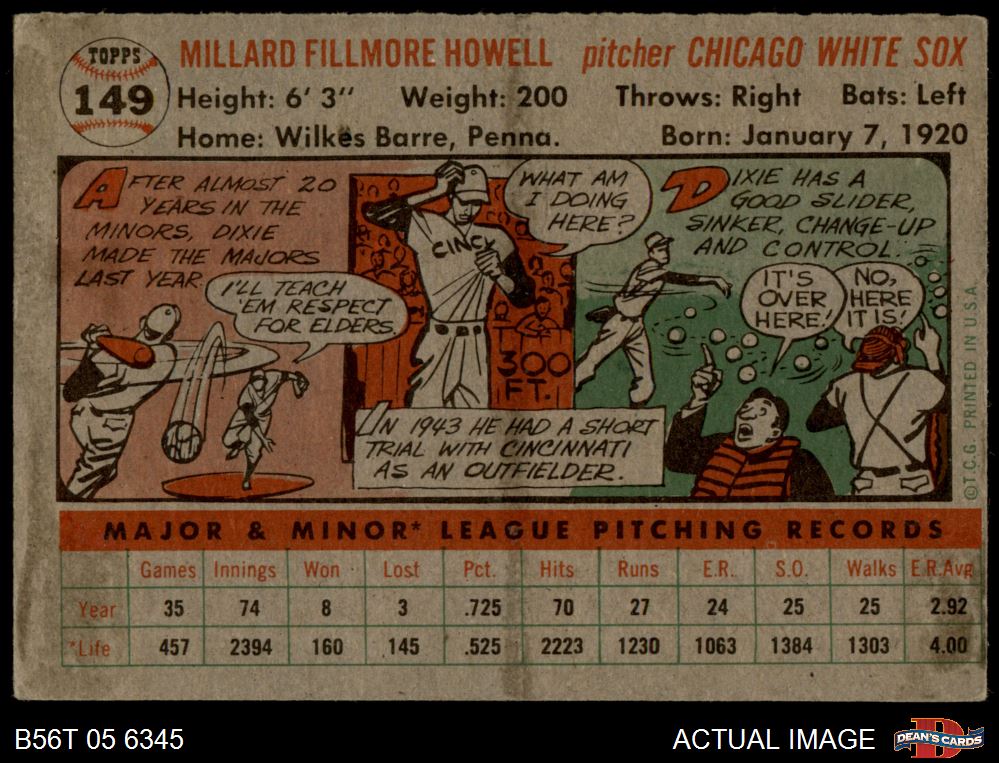 TOPPS
149
MILLARD FILLMORE HOWELL pitcher CHICAGO WHITE SOX
Height: 6' 3" Weight: 200 Throws: Right Bats: Left
Home: Wilkes Barre, Penna. Born: January 7, 1920
AFTER ALMOST 20
YEARS IN THE
MINORS, DIXIE
MADE THE MAJORS
LAST YEAR.
I'LL TEACH
'EM RESPECT
FOR ELDERS.
WHAT AM
I DOING
HERE?
CINCY
300
FT.
IN 1943 HE HAD A SHORT
TRIAL WITH CINCINNATI
AS AN OUTFIELDER.
DIXIE HAS A
GOOD SLIDER,
SINKER, CHANGE-UP
AND CONTROL.
IT'S
OVER
HERE!
NO,
HERE
IT IS!
© T.C.G. PRINTED IN U.S.A.
MAJOR & MINOR* LEAGUE PITCHING RECORDS
Games Innings Won Lost Pct. Hits Runs E.R. S.O. Walks E.R.Avg
Year 35 74 8 3 .725 70 27 24 25 25 2.92
*Life 457 2394 160 145 .525 2223 1230 1063 1384 1303 4.00
B56T 05 6345 ACTUAL IMAGE DEAN'S CARDS